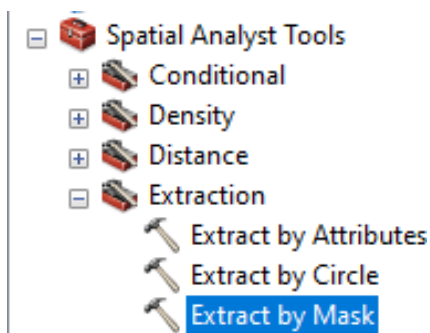 Spatial Analyst Tools
Conditional
Density
Distance
Extraction
Extract by Attributes
Extract by Circle
Extract by Mask